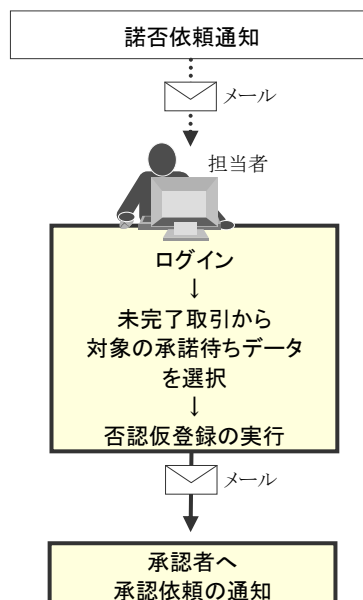 諾否依頼通知
メール
担当者
ログイン
↓
未完了取引から
対象の承諾待ちデータ
を選択
↓
否認仮登録の実行
メール
承認者へ
承認依頼の通知